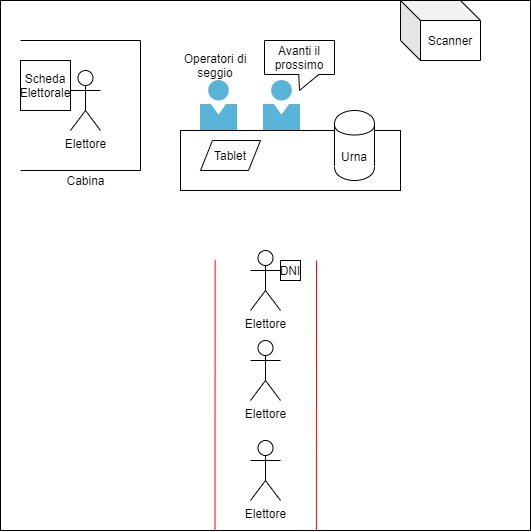 Scheda
Elettorale
Elettore
Cabina
Operatori di
seggio
Avanti il
prossimo
Scanner
Tablet
Urna
DNI
Elettore
Elettore
Elettore